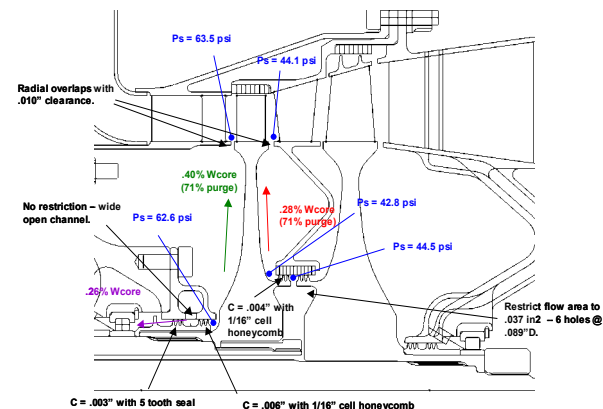 Ps = 63.5 psi
Ps = 44.1 psi
Radial overlaps with
.010” clearance.
.40% Wcore
(71% purge)
No restriction – wide
open channel.
Ps = 62.6 psi
.28% Wcore
(71% purge)
Ps = 42.8 psi
Ps = 44.5 psi
.26% Wcore
C = .004” with
1/16” cell
honeycomb
Restrict flow area to
.037 in2 – 6 holes @
.089”D.
C = .003” with 5 tooth seal
C = .006” with 1/16” cell honeycomb